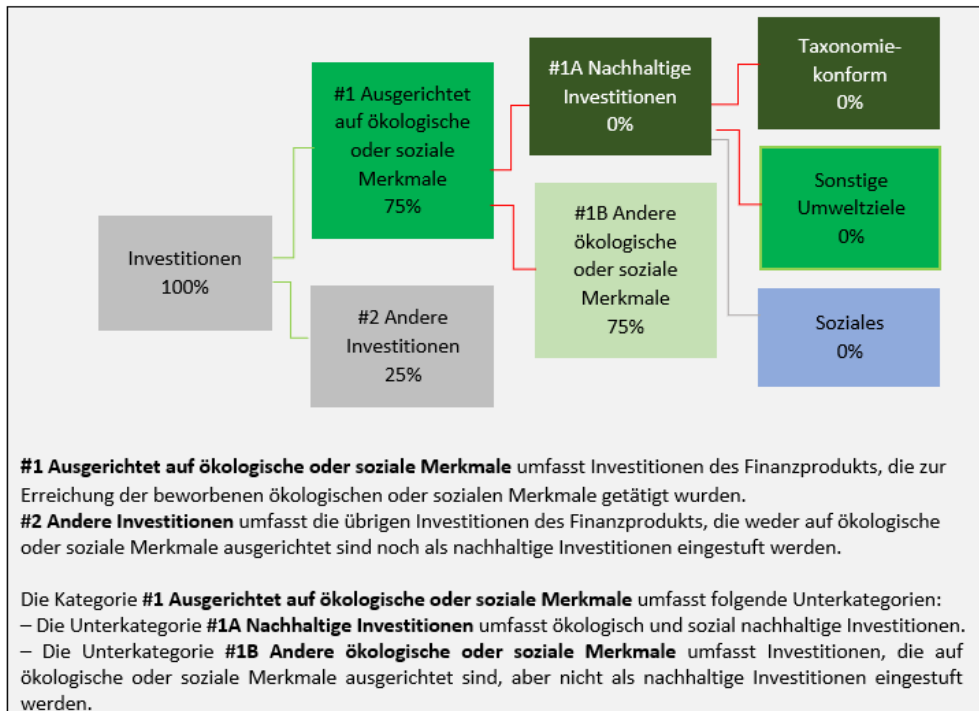 Investitionen
100%
#1 Ausgerichtet
auf ökologische
oder soziale
Merkmale
75%
#2 Andere
Investitionen
25%
#1A Nachhaltige
Investitionen
0%
#1B Andere
ökologische
oder soziale
Merkmale
75%
Taxonomie-
konform
0%
Sonstige
Umweltziele
0%
Soziales
0%
#1 Ausgerichtet auf ökologische oder soziale Merkmale umfasst Investitionen des Finanzprodukts, die zur
Erreichung der beworbenen ökologischen oder sozialen Merkmale getätigt wurden.
#2 Andere Investitionen umfasst die übrigen Investitionen des Finanzprodukts, die weder auf ökologische
oder soziale Merkmale ausgerichtet sind noch als nachhaltige Investitionen eingestuft werden.
Die Kategorie #1 Ausgerichtet auf ökologische oder soziale Merkmale umfasst folgende Unterkategorien:
– Die Unterkategorie #1A Nachhaltige Investitionen umfasst ökologisch und sozial nachhaltige Investitionen.
– Die Unterkategorie #1B Andere ökologische oder soziale Merkmale umfasst Investitionen, die auf
ökologische oder soziale Merkmale ausgerichtet sind, aber nicht als nachhaltige Investitionen eingestuft
werden.